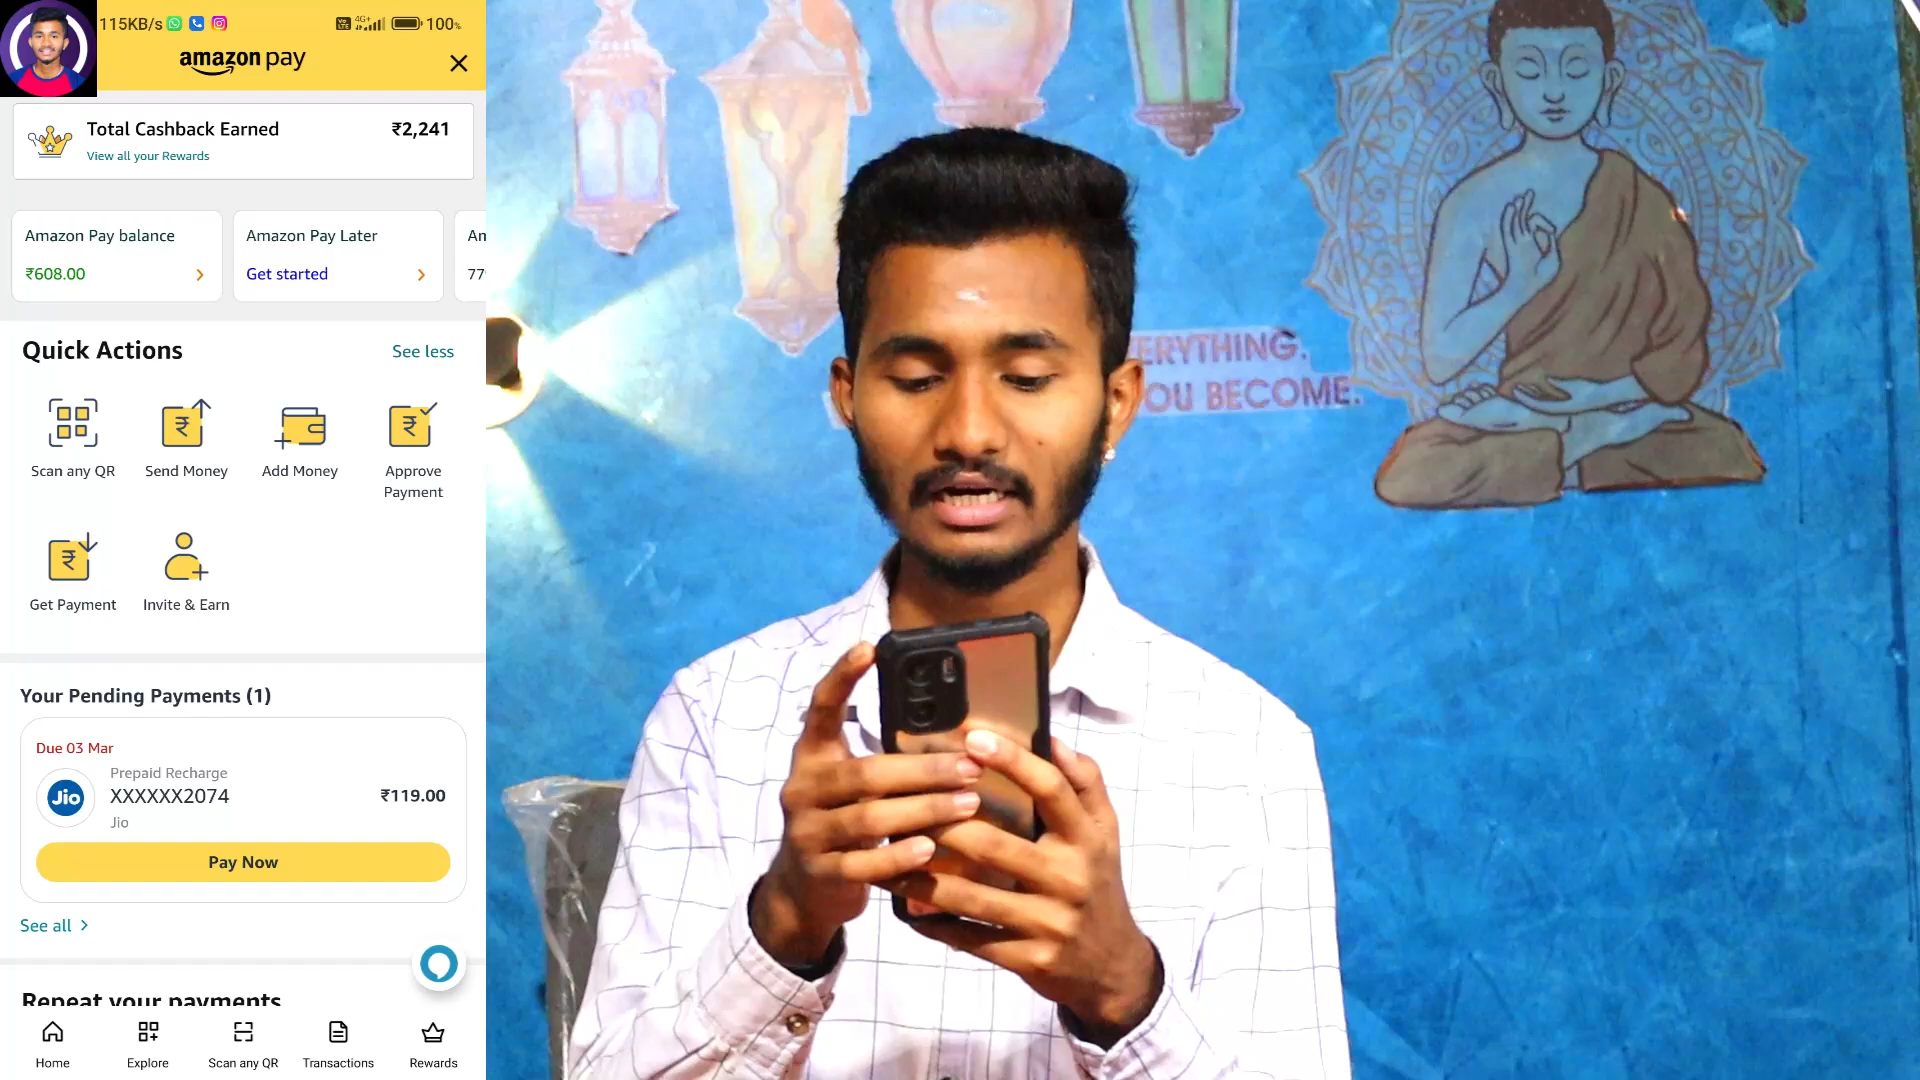 115KB/s
4G+
100%
amazon pay
Total Cashback Earned
₹2,241
View all your Rewards
Amazon Pay balance
₹608.00
Amazon Pay Later
Get started
An
77
Quick Actions
See less
Scan any QR
Send Money
Add Money
Approve
Payment
Get Payment
Invite & Earn
Your Pending Payments (1)
Due 03 Mar
Prepaid Recharge
Jio
XXXXXX2074
₹119.00
Jio
Pay Now
See all
Repeat your payments
Home
Explore
Scan any QR
Transactions
Rewards
ERYTHING.
OU BECOME.